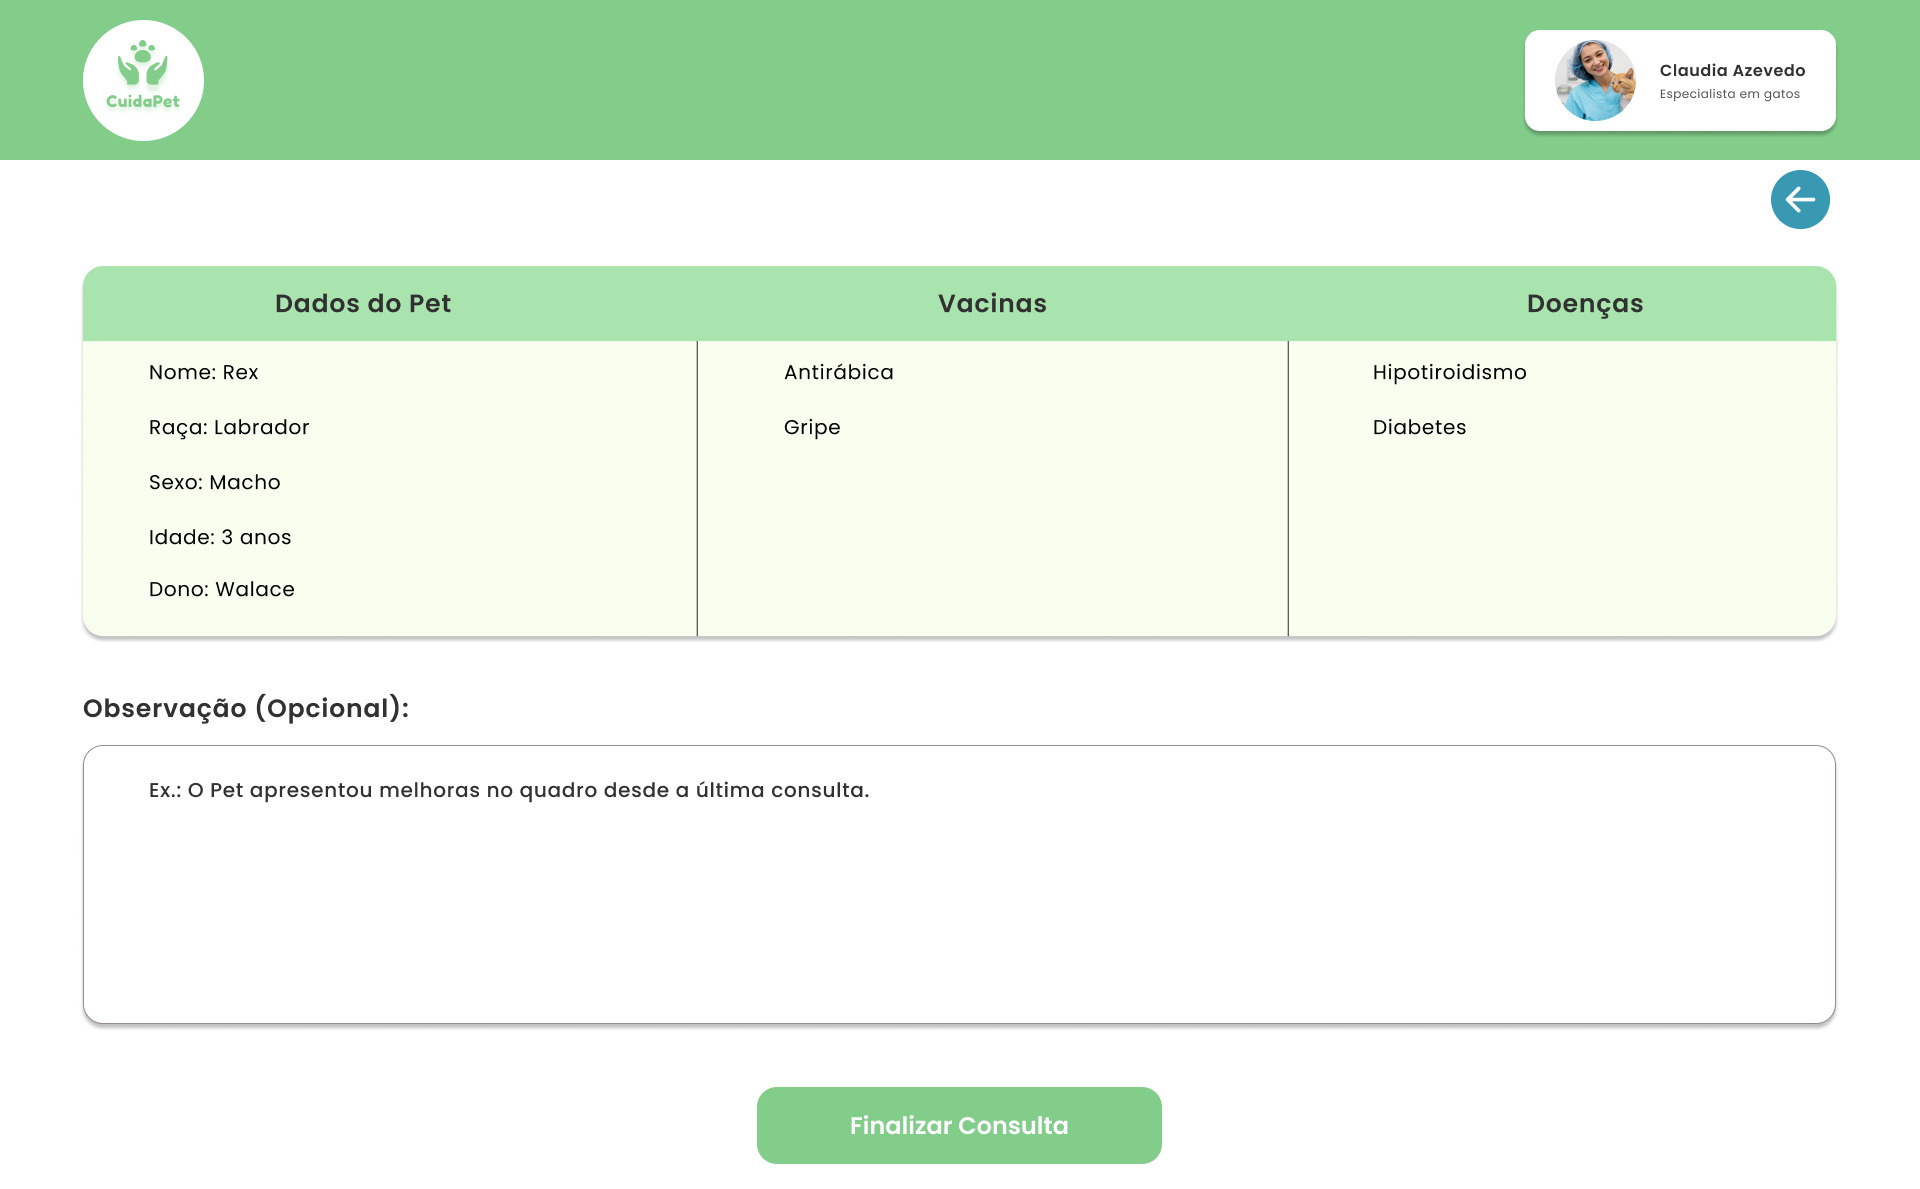 CuidaPet
Claudia Azevedo
Especialista em gatos
Dados do Pet
Vacinas
Doenças
Nome: Rex
Raça: Labrador
Sexo: Macho
Idade: 3 anos
Dono: Walace
Antirábica
Gripe
Hipotiroidismo
Diabetes
Observação (Opcional):
Ex.: O Pet apresentou melhoras no quadro desde a última consulta.
Finalizar Consulta